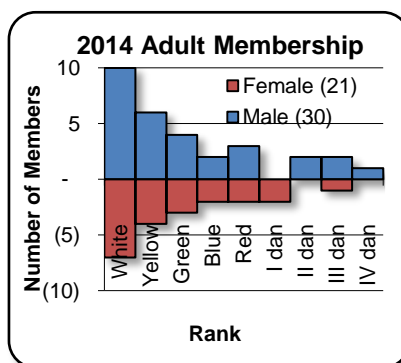 2014 Adult Membership
10
5
-
(5)
(10)
Number of Members
Female (21)
Male (30)
White
Yellow
Green
Blue
Red
I dan
II dan
III dan
IV dan
Rank